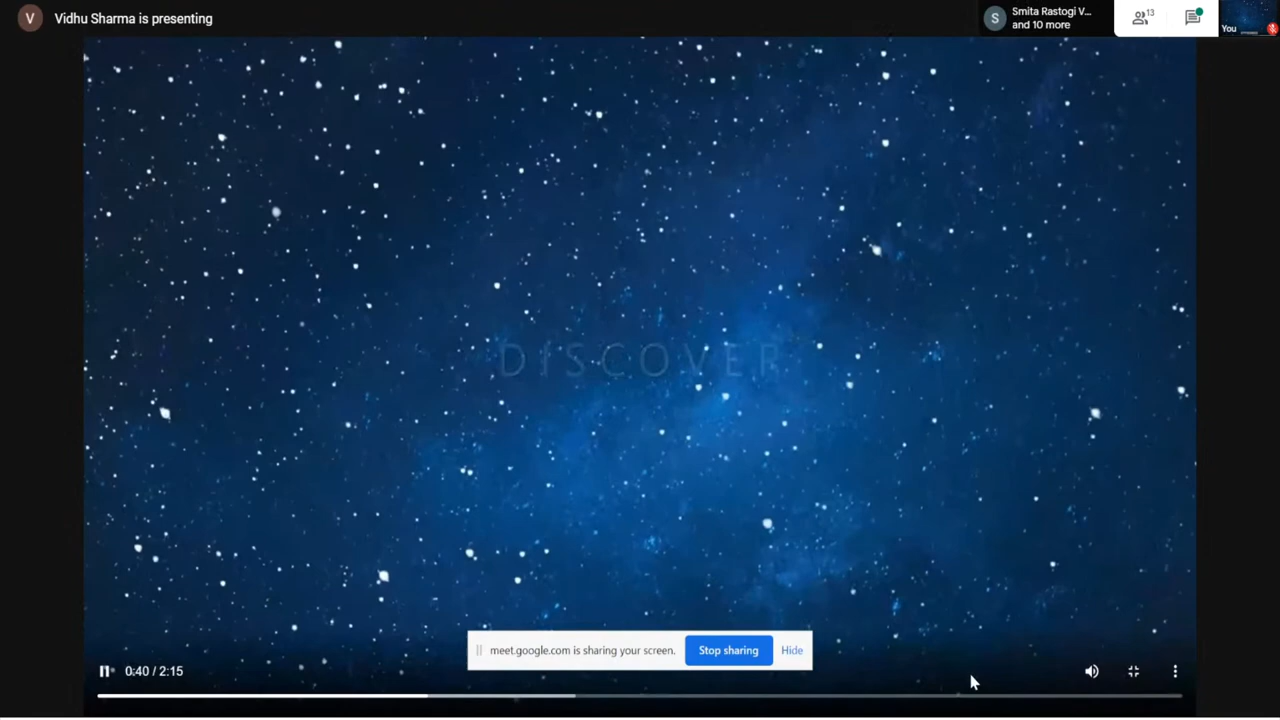 V
Vidhu Sharma is presenting
S
Smita Rastogi V...
and 10 more
13
You
DISCOVER
meet.google.com is sharing your screen.
Stop sharing
Hide
0:40 / 2:15